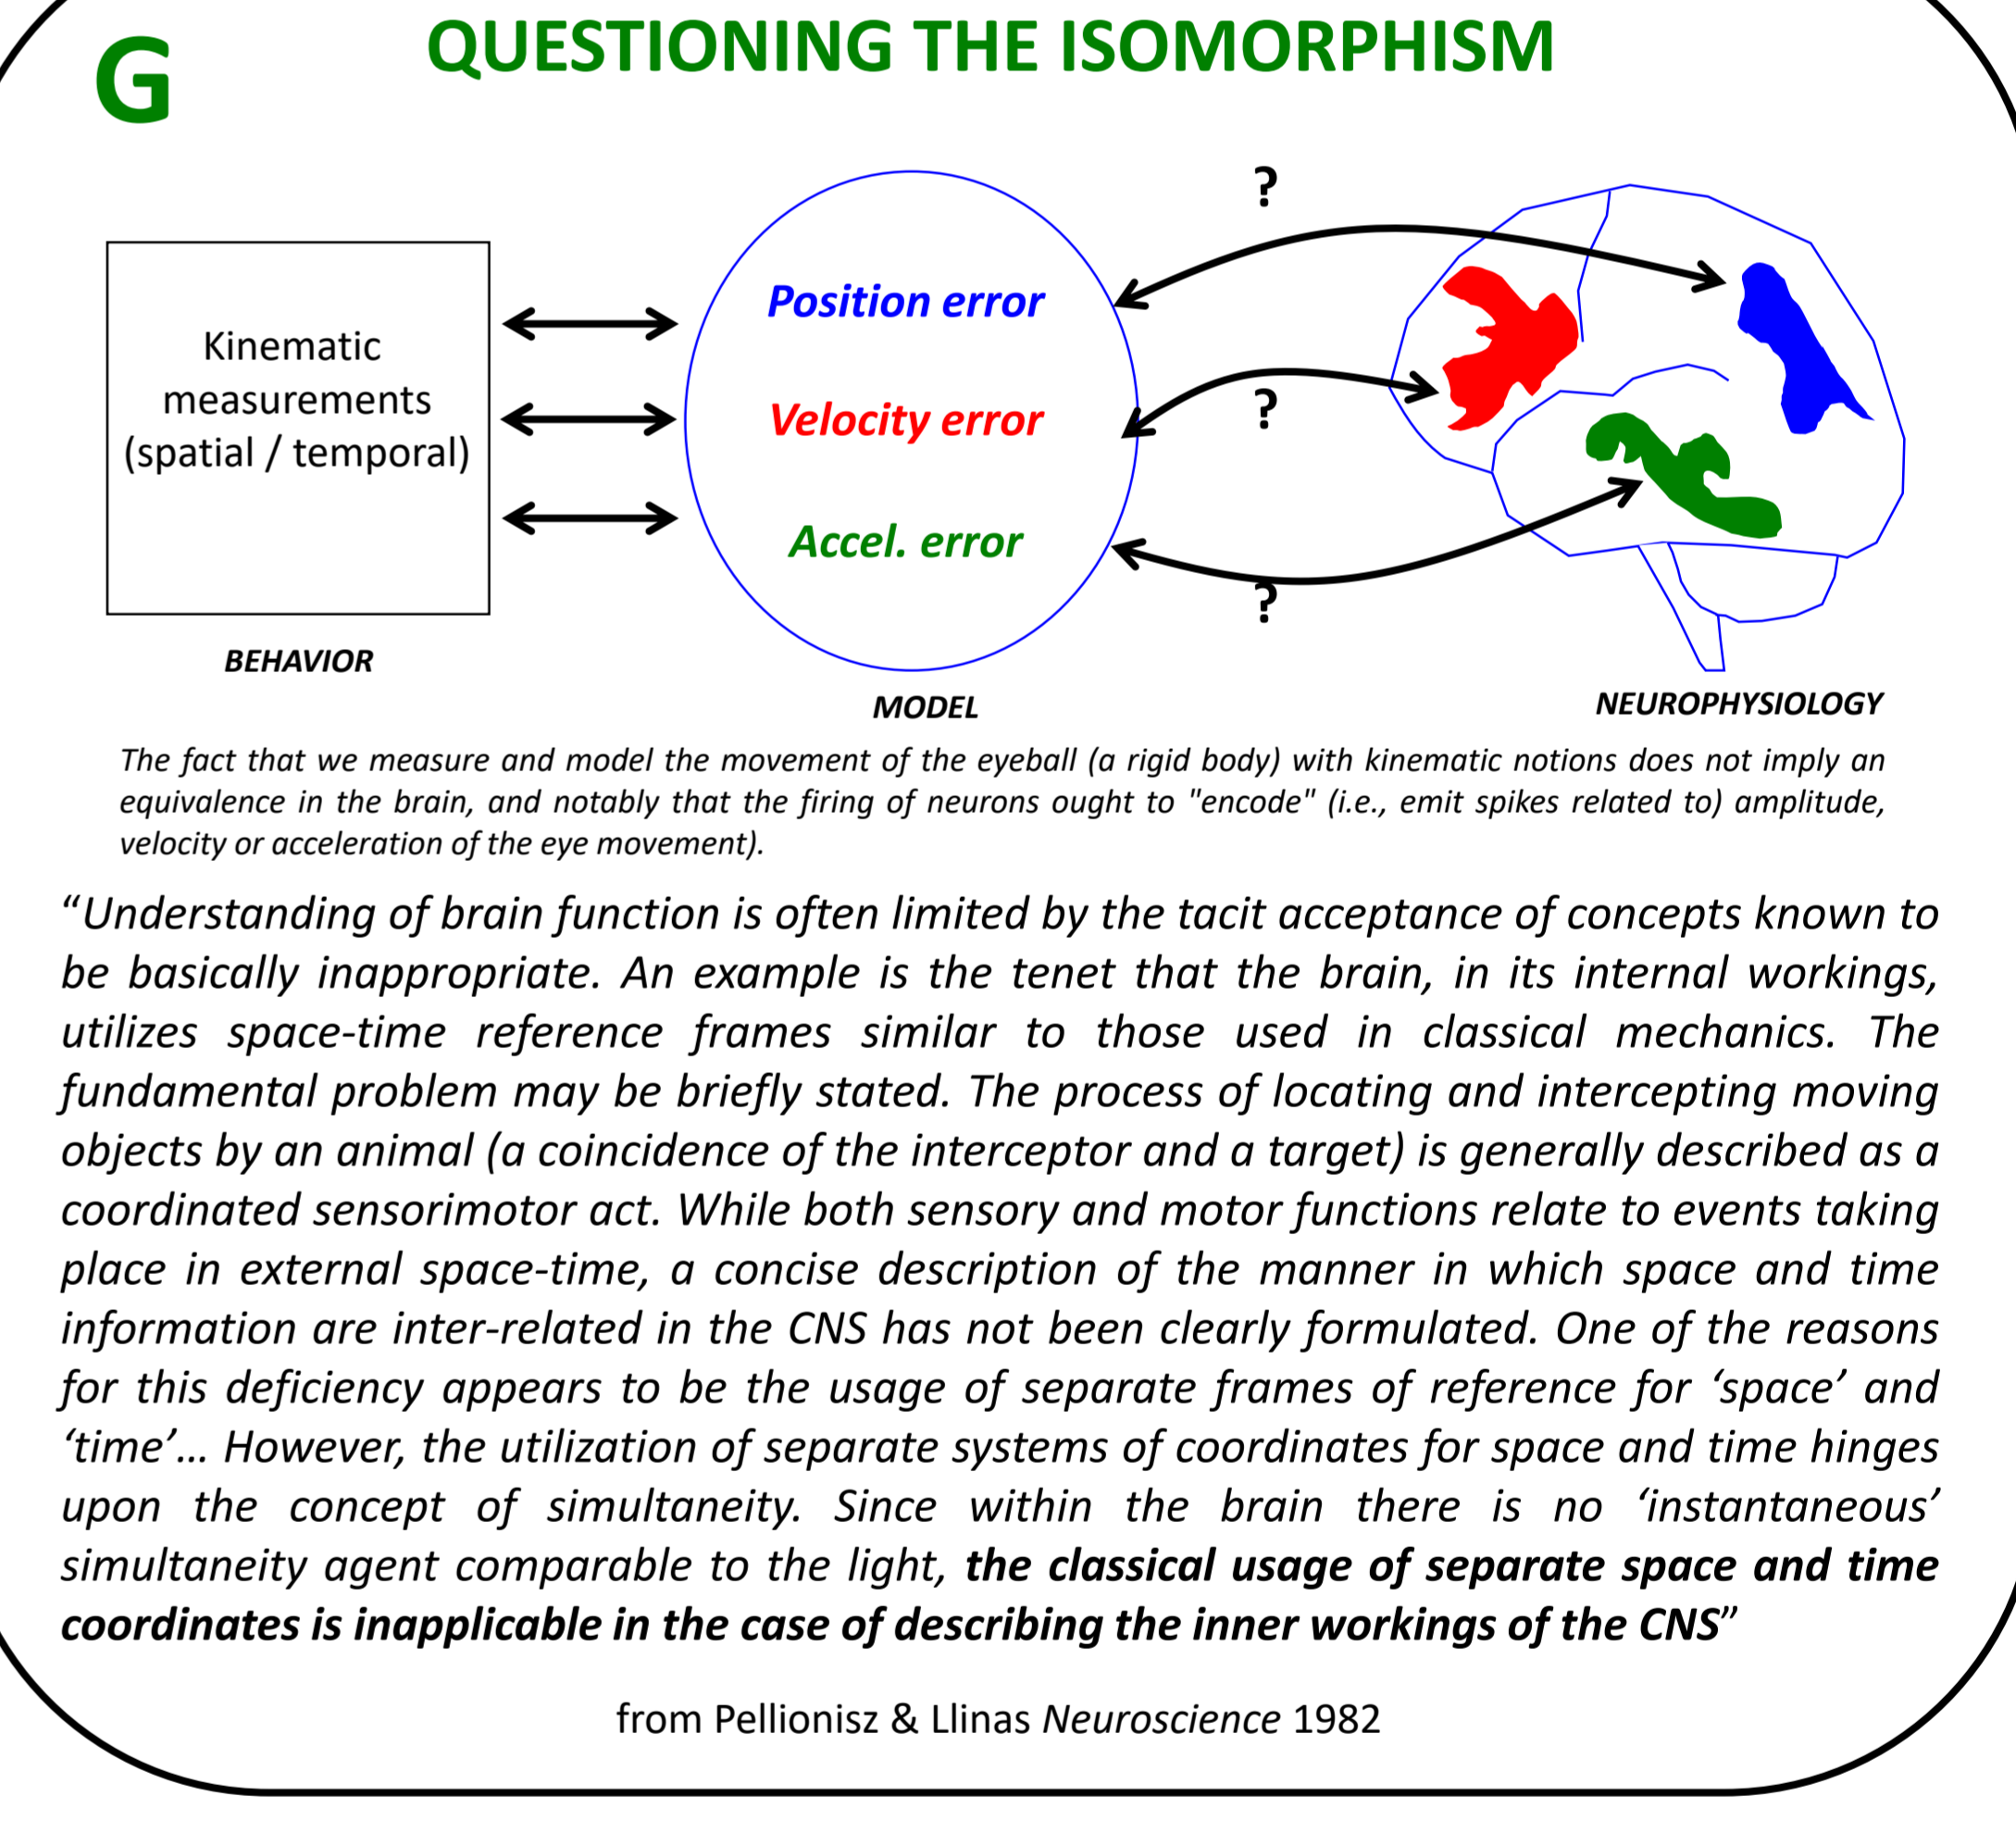 G
QUESTIONING THE ISOMORPHISM
Kinematic
measurements
(spatial / temporal)
BEHAVIOR
Position error
Velocity error
Accel. error
MODEL
?
?
?
NEUROPHYSIOLOGY
The fact that we measure and model the movement of the eyeball (a rigid body) with kinematic notions does not imply an
equivalence in the brain, and notably that the firing of neurons ought to "encode" (i.e., emit spikes related to) amplitude,
velocity or acceleration of the eye movement).
“Understanding of brain function is often limited by the tacit acceptance of concepts known to
be basically inappropriate. An example is the tenet that the brain, in its internal workings,
utilizes space-time reference frames similar to those used in classical mechanics. The
fundamental problem may be briefly stated. The process of locating and intercepting moving
objects by an animal (a coincidence of the interceptor and a target) is generally described as a
coordinated sensorimotor act. While both sensory and motor functions relate to events taking
place in external space-time, a concise description of the manner in which space and time
information are inter-related in the CNS has not been clearly formulated. One of the reasons
for this deficiency appears to be the usage of separate frames of reference for ‘space’ and
‘time’… However, the utilization of separate systems of coordinates for space and time hinges
upon the concept of simultaneity. Since within the brain there is no ‘instantaneous’
simultaneity agent comparable to the light, the classical usage of separate space and time
coordinates is inapplicable in the case of describing the inner workings of the CNS”
from Pellionisz & Llinas Neuroscience 1982